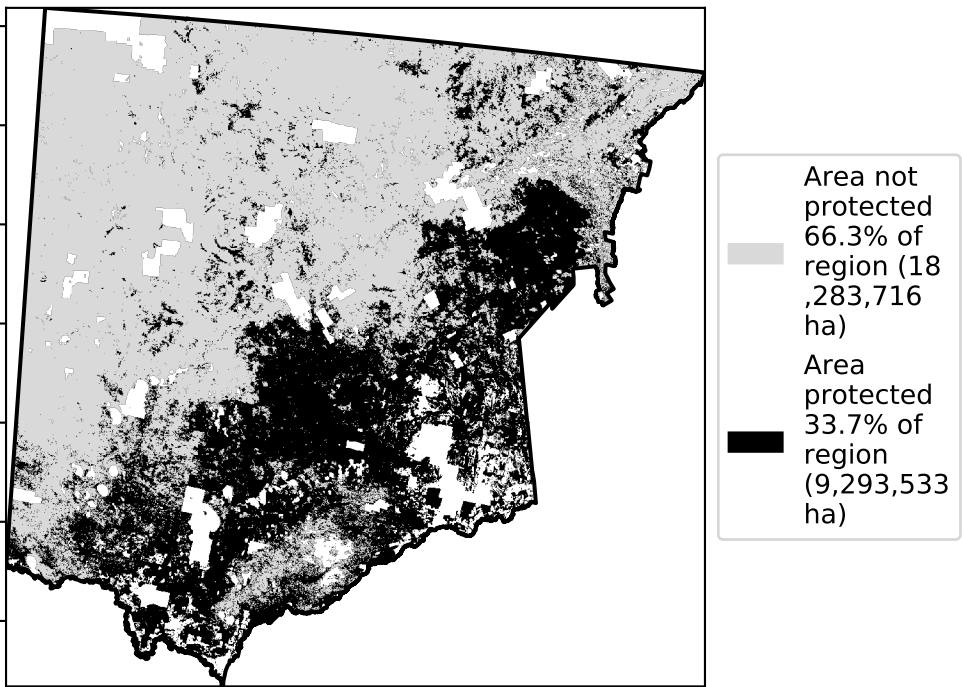 Area not
protected
66.3% of
region (18
,283,716
ha)
Area
protected
33.7% of
region
(9,293,533
ha)